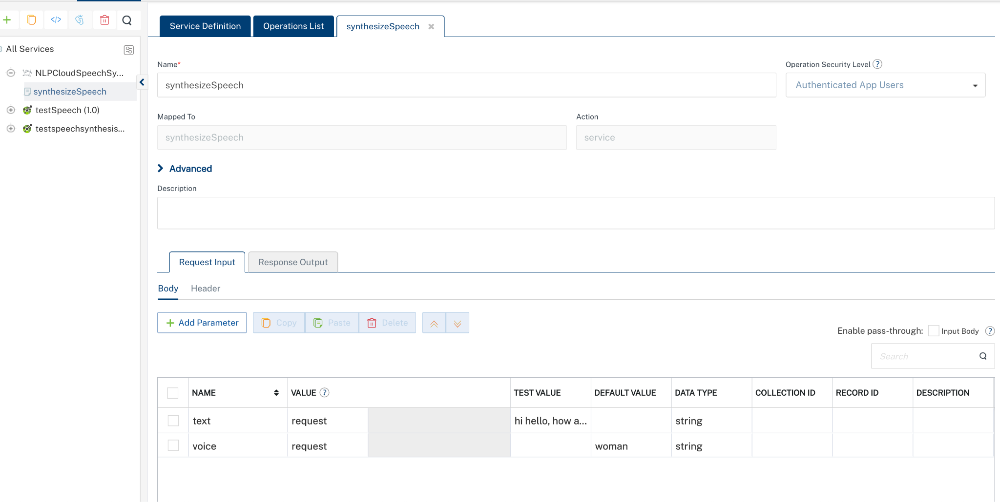 All Services
NLPCloudSpeechSy...
synthesizeSpeech
testSpeech (1.0)
testspeechsynthesis...
Service Definition
Operations List
synthesizeSpeech
Name*
synthesizeSpeech
Operation Security Level ?
Authenticated App Users
Mapped To
synthesizeSpeech
Action
service
Advanced
Description
Request Input
Response Output
Body
Header
Add Parameter
Copy
Paste
Delete
Enable pass-through: Input Body ?
Search
NAME VALUE ? TEST VALUE DEFAULT VALUE DATA TYPE COLLECTION ID RECORD ID DESCRIPTION
text request hi hello, how a... string
voice request woman string